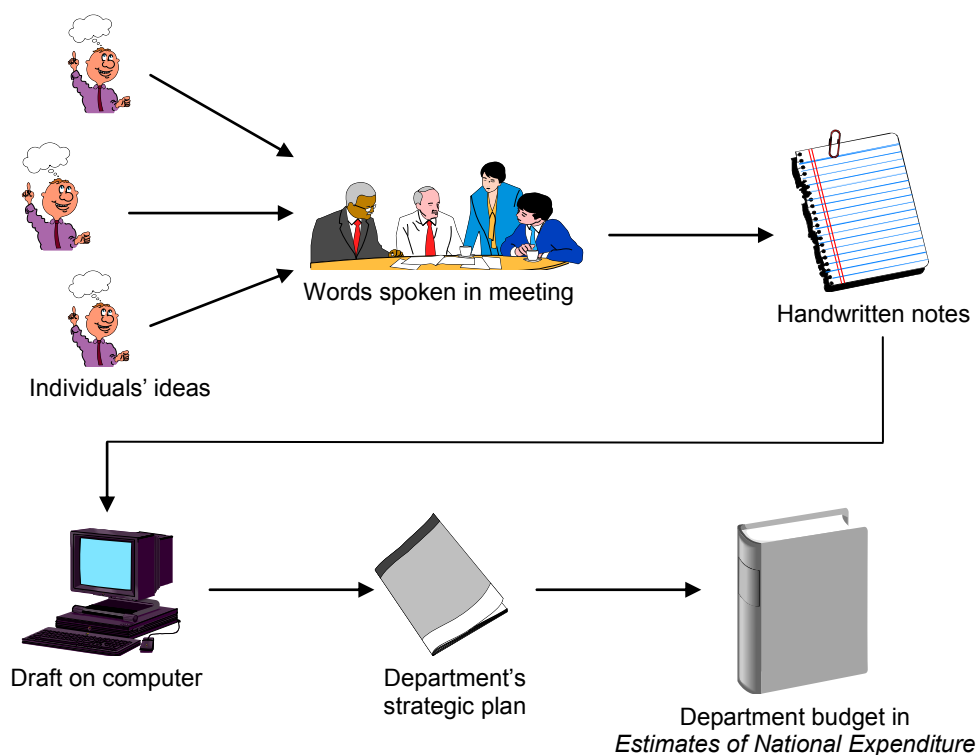 Words spoken in meeting
Handwritten notes
Individuals’ ideas
Draft on computer
Department’s
strategic plan
Department budget in
Estimates of National Expenditure